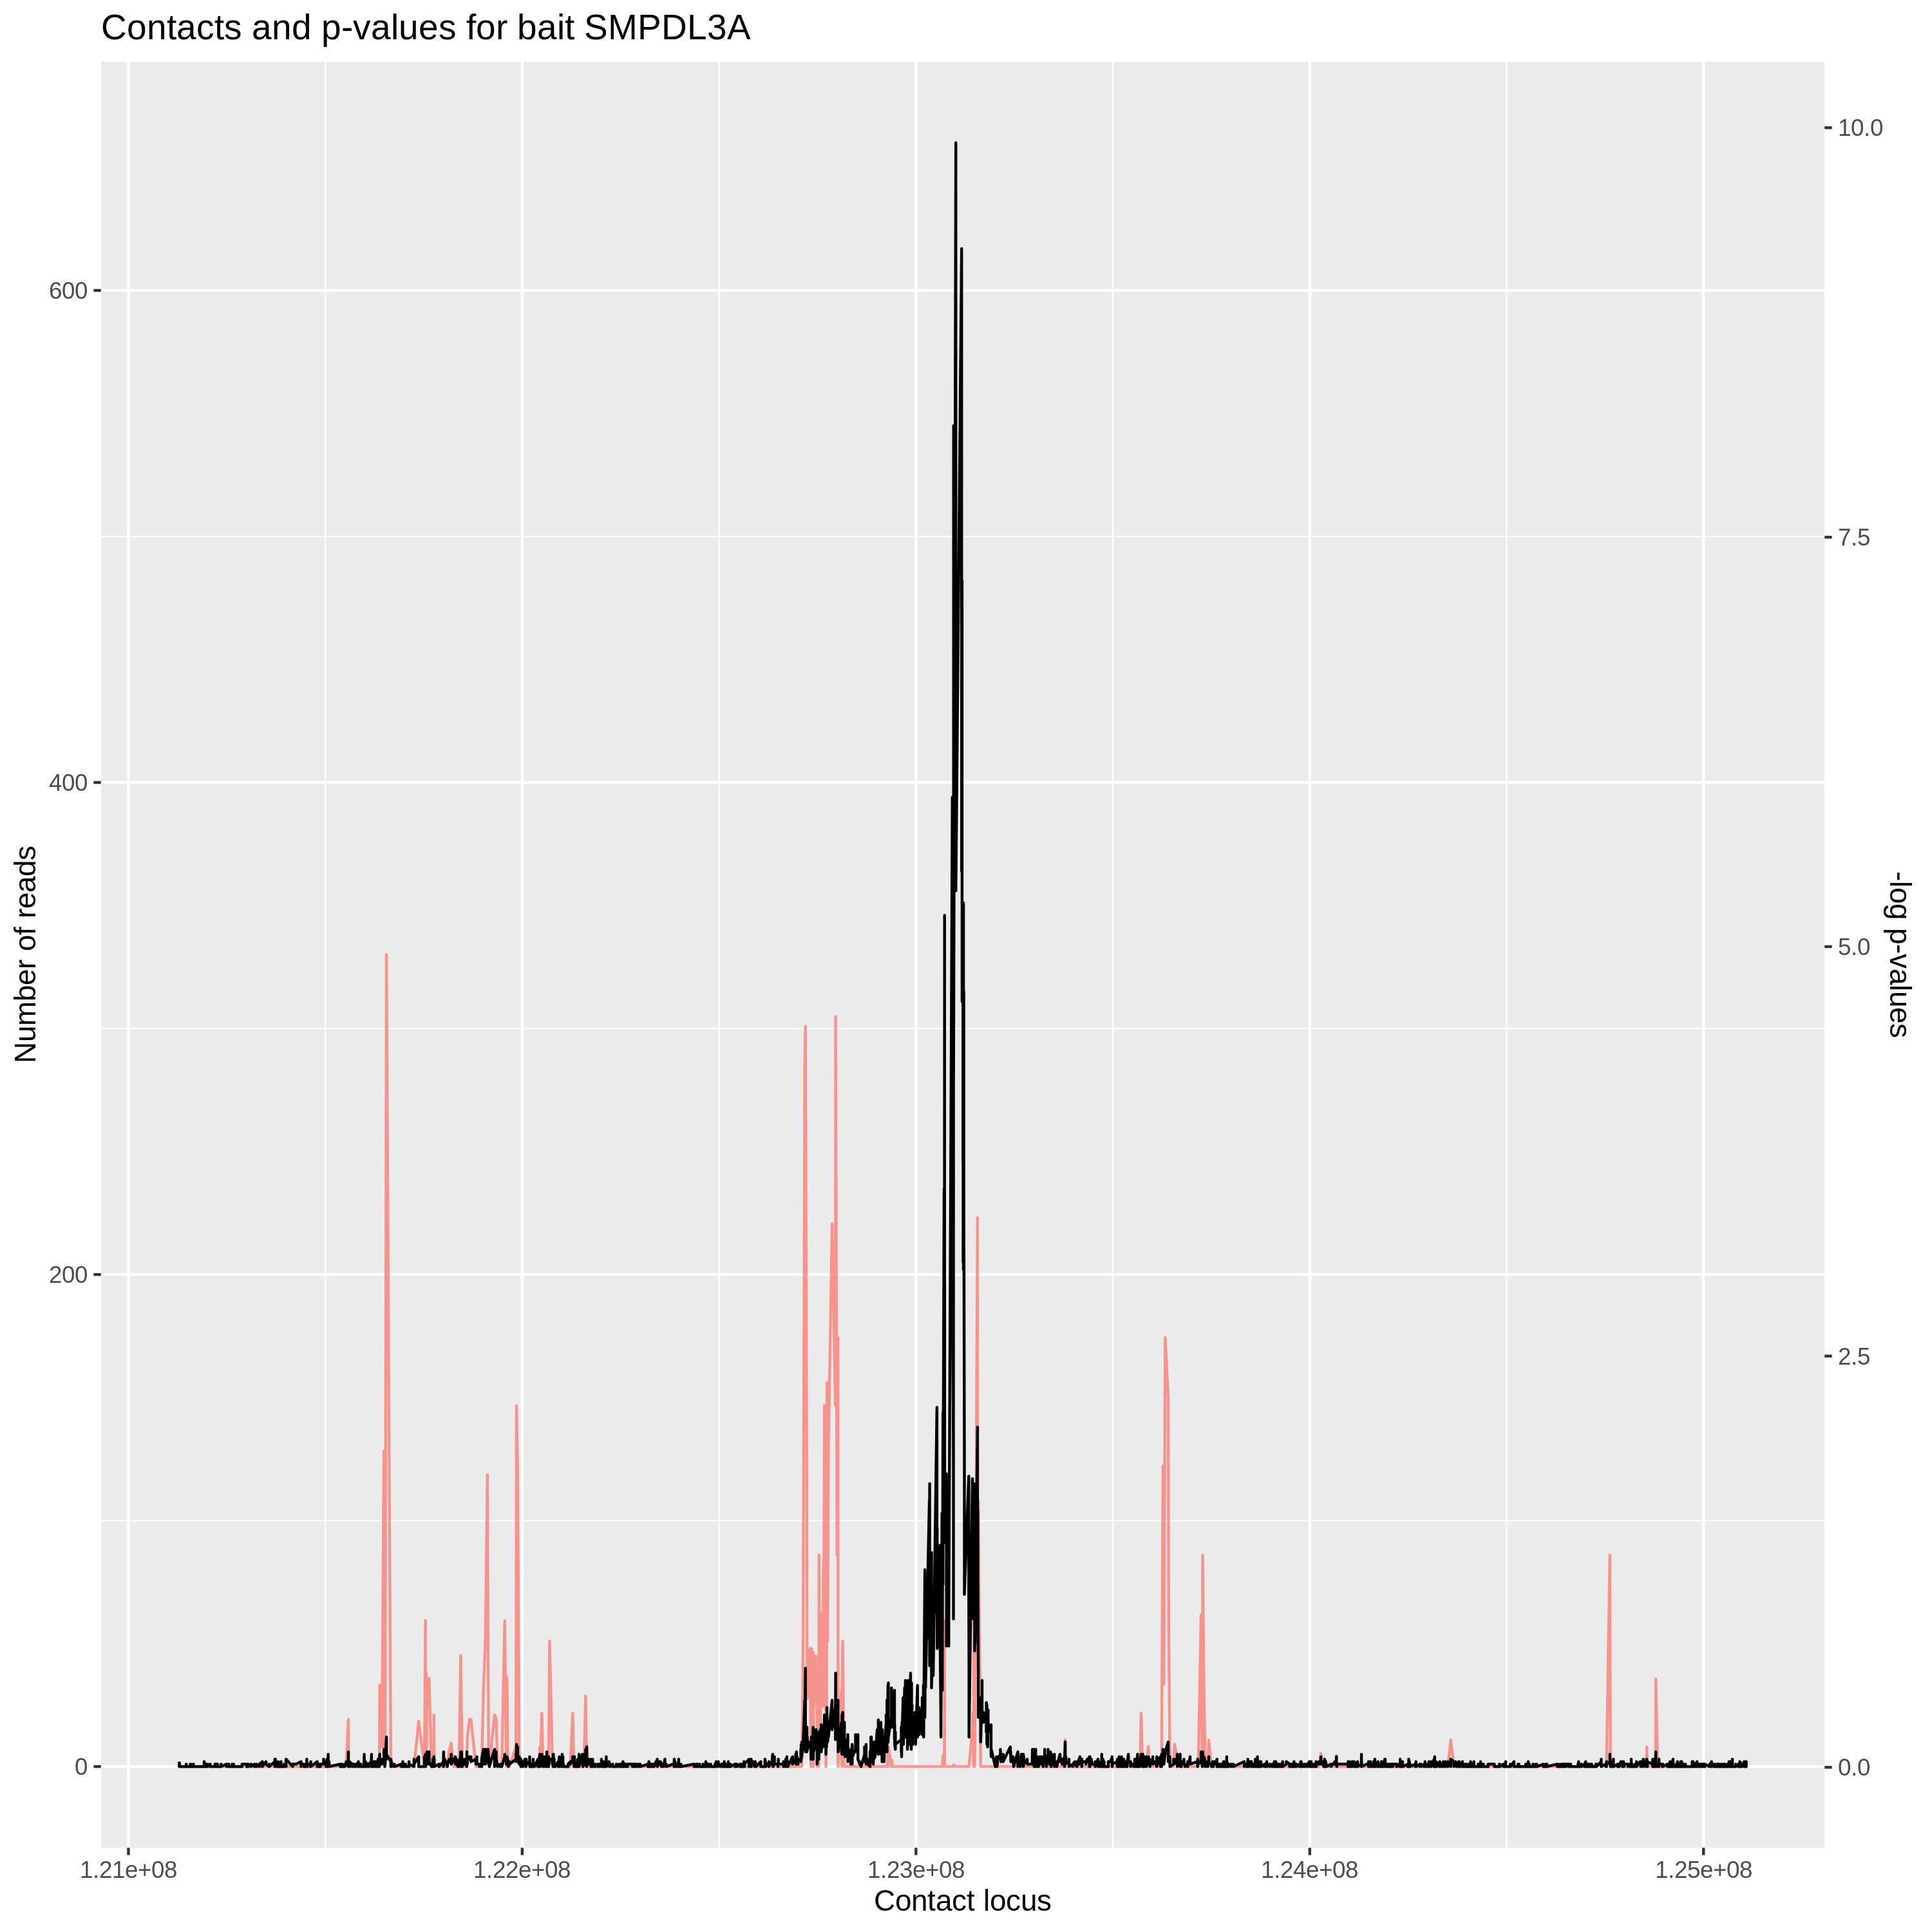 Contacts and p-values for bait SMPDL3A
600
400
200
0
Number of reads
10.0
7.5
5.0
2.5
0.0
-log p-values
1.21e+08 1.22e+08 1.23e+08 1.24e+08 1.25e+08
Contact locus